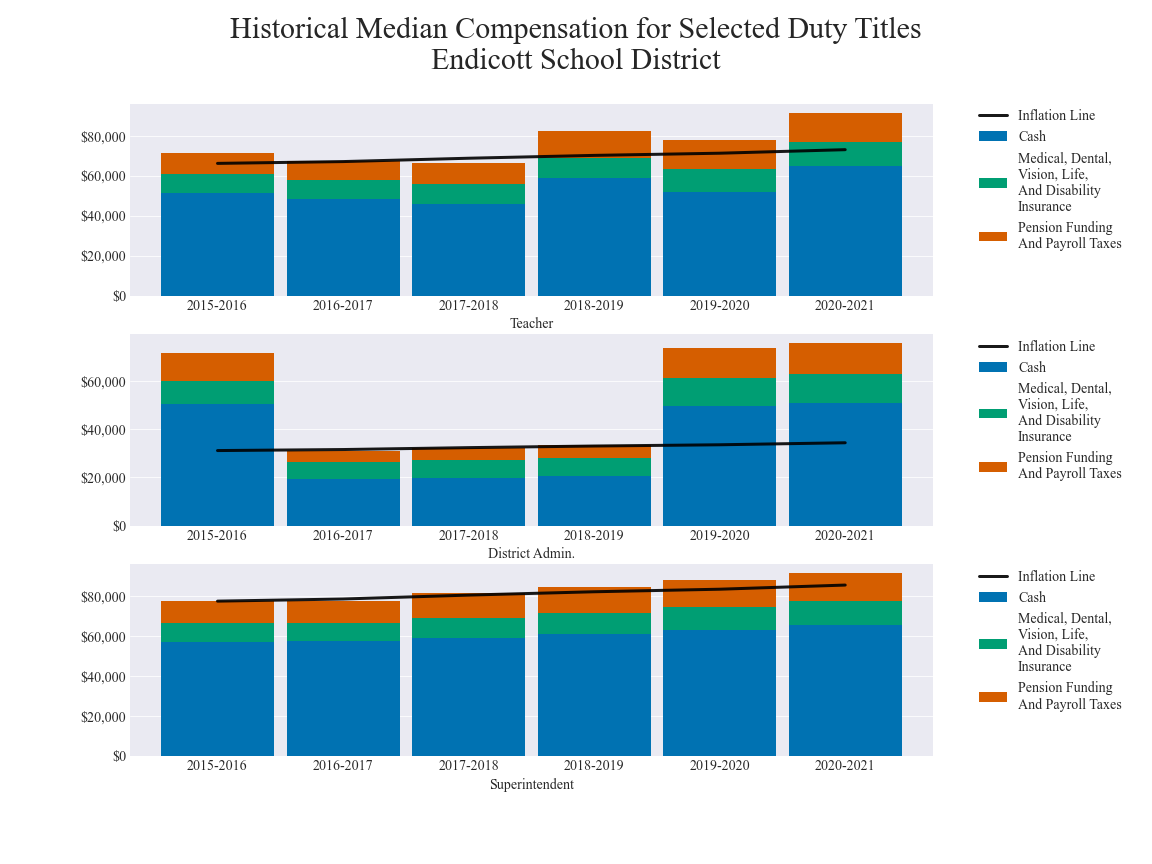 Historical Median Compensation for Selected Duty Titles
Endicott School District
$80,000
$60,000
$40,000
$20,000
$0
2015-2016 2016-2017 2017-2018 2018-2019 2019-2020 2020-2021
Teacher
Inflation Line
Cash
Medical, Dental,
Vision, Life,
And Disability
Insurance
Pension Funding
And Payroll Taxes
$60,000
$40,000
$20,000
$0
2015-2016 2016-2017 2017-2018 2018-2019 2019-2020 2020-2021
District Admin.
Inflation Line
Cash
Medical, Dental,
Vision, Life,
And Disability
Insurance
Pension Funding
And Payroll Taxes
$80,000
$60,000
$40,000
$20,000
$0
2015-2016 2016-2017 2017-2018 2018-2019 2019-2020 2020-2021
Superintendent
Inflation Line
Cash
Medical, Dental,
Vision, Life,
And Disability
Insurance
Pension Funding
And Payroll Taxes